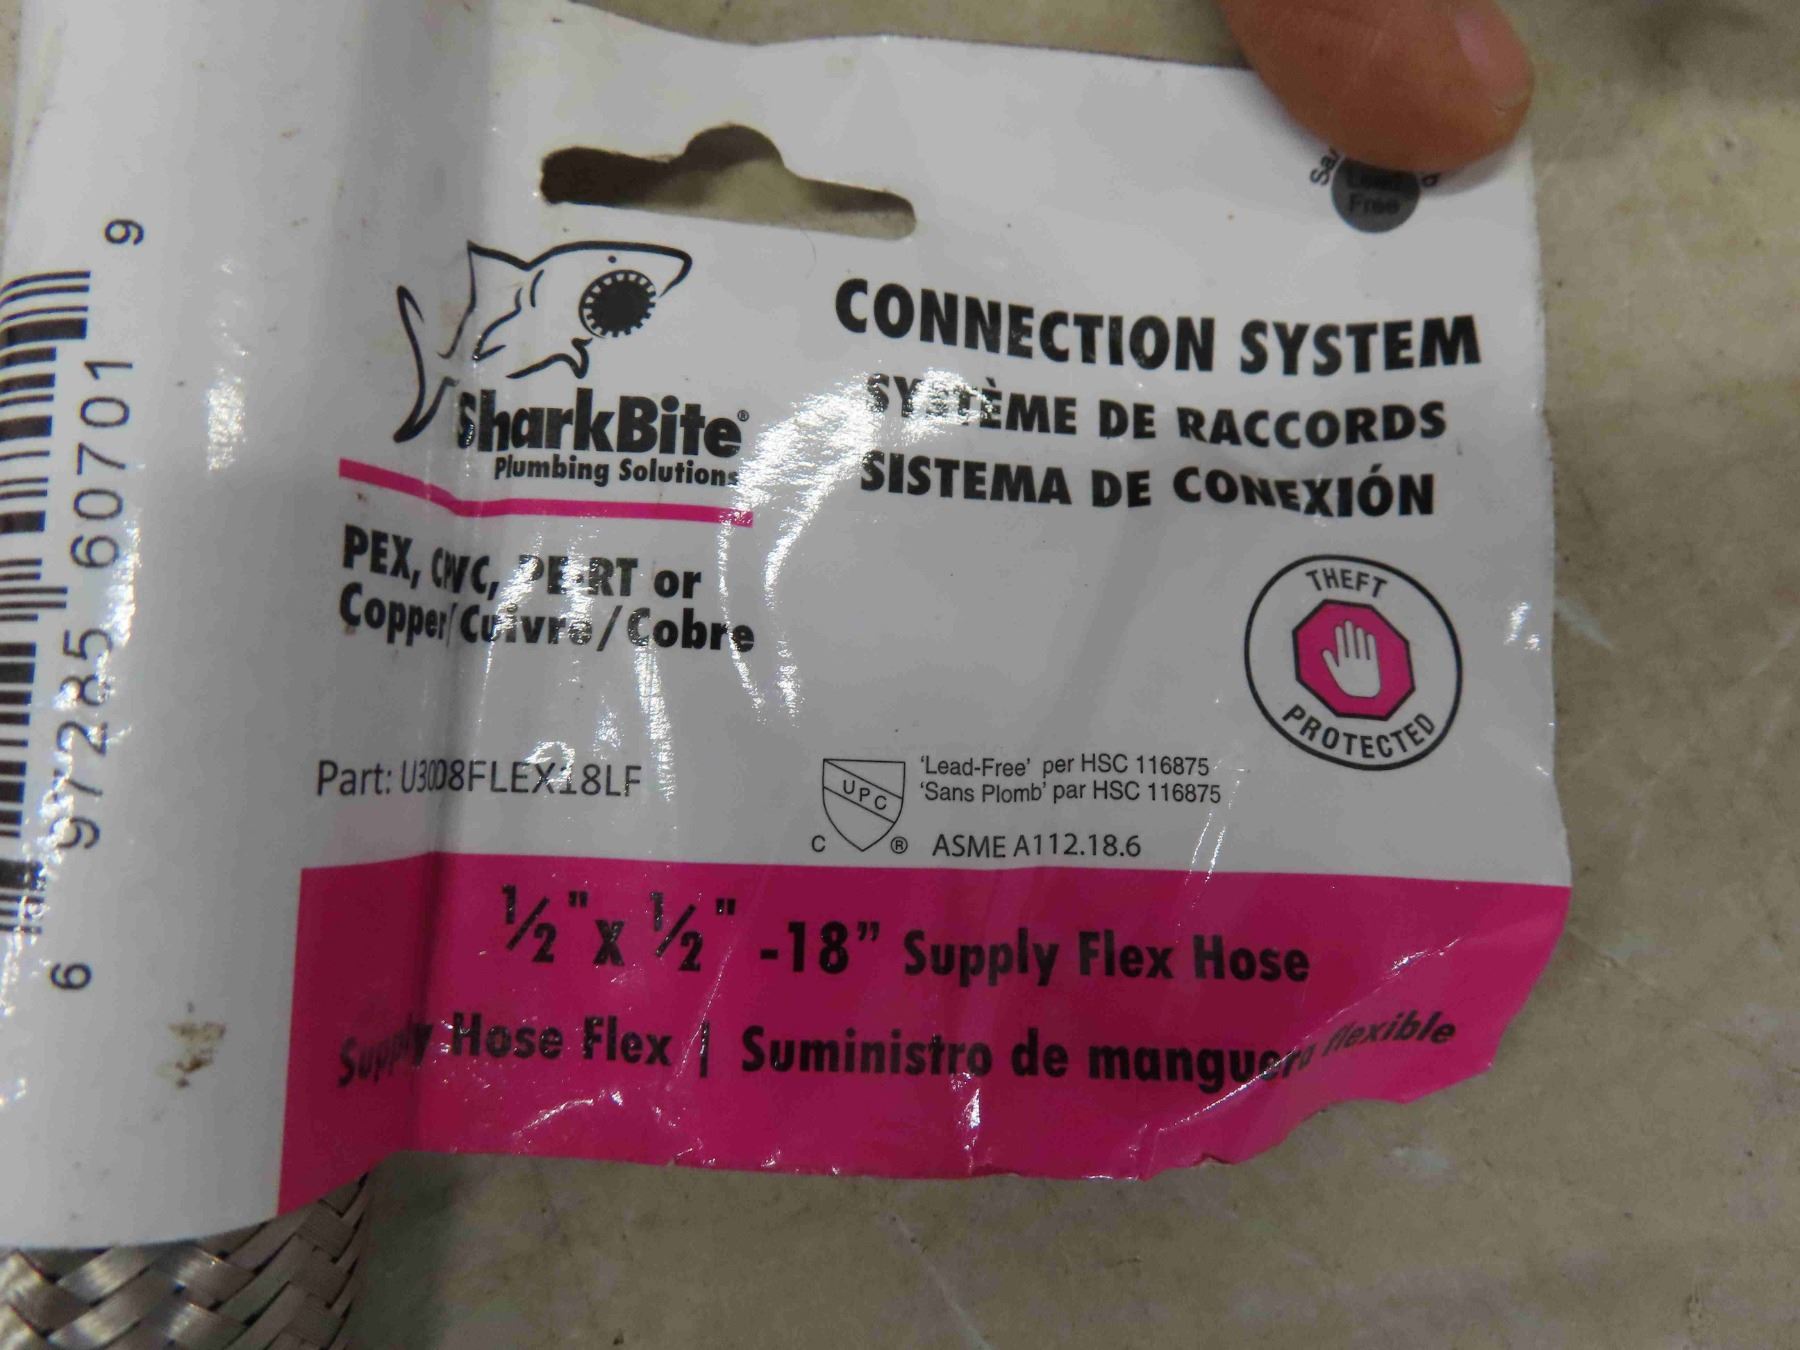 Free
SharkBite®
Plumbing Solutions
CONNECTION SYSTEM
SYSTÈME DE RACCORDS
SISTEMA DE CONEXIÓN
PEX, CPVC, PE-RT or
Copper/Cuivre/Cobre
THEFT
PROTECTED
Part: U3008FLEX18LF
UPC
C ®
'Lead-Free' per HSC 116875
'Sans Plomb' par HSC 116875
ASME A112.18.6
½" x ½" -18” Supply Flex Hose
Supply Hose Flex | Suministro de manguera flexible
6 97285 60701 9